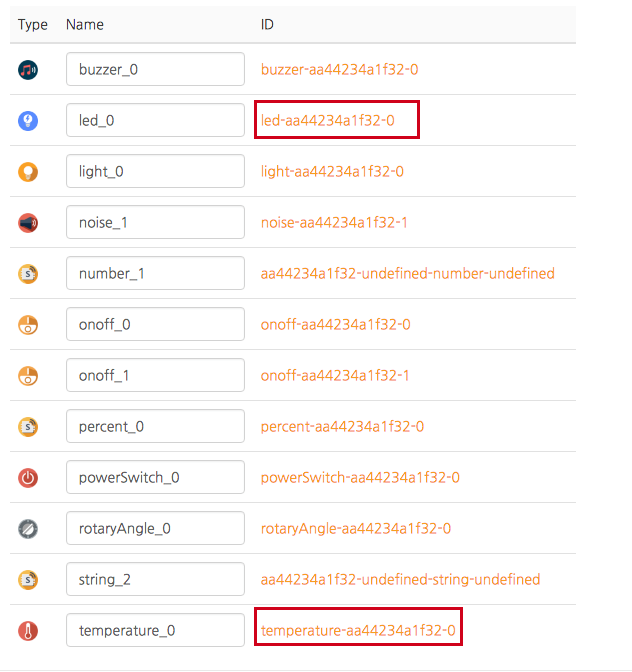 Type Name ID
buzzer_0 buzzer-aa44234a1f32-0
led_0 led-aa44234a1f32-0
light_0 light-aa44234a1f32-0
noise_1 noise-aa44234a1f32-1
number_1 aa44234a1f32-undefined-number-undefined
onoff_0 onoff-aa44234a1f32-0
onoff_1 onoff-aa44234a1f32-1
percent_0 percent-aa44234a1f32-0
powerSwitch_0 powerSwitch-aa44234a1f32-0
rotaryAngle_0 rotaryAngle-aa44234a1f32-0
string_2 aa44234a1f32-undefined-string-undefined
temperature_0 temperature-aa44234a1f32-0